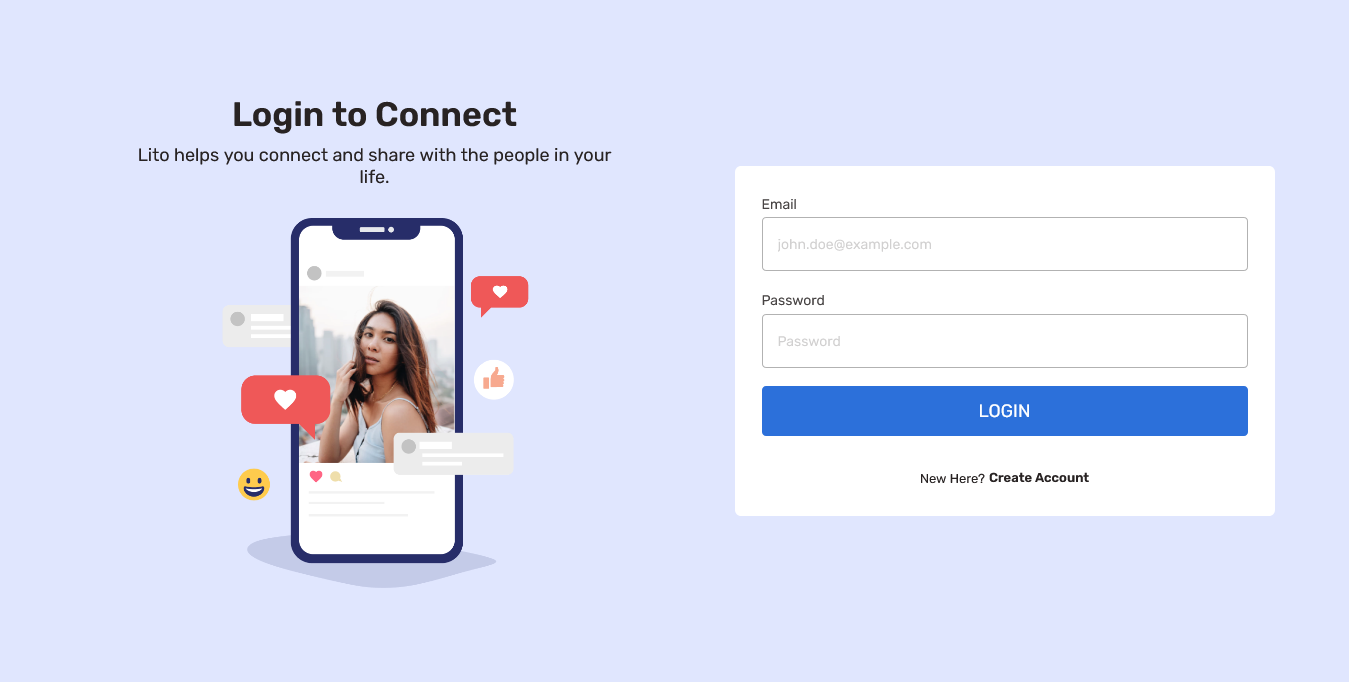 Login to Connect
Lito helps you connect and share with the people in your
life.
Email
john.doe@example.com
Password
Password
LOGIN
New Here? Create Account